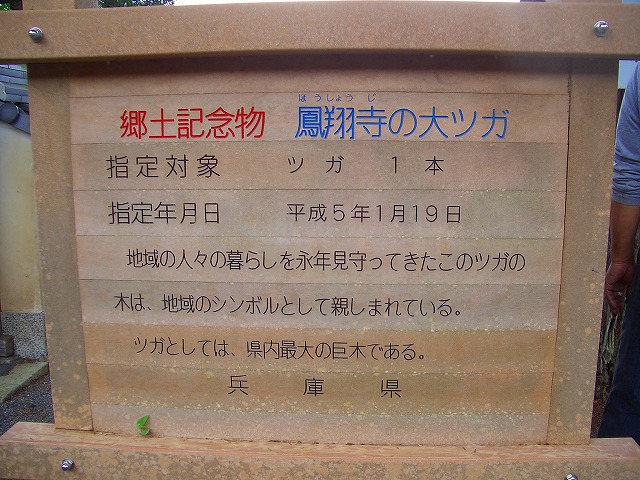 ほうしょうじ
郷土記念物 鳳翔寺の大ツガ
指定対象 ツガ 1本
指定年月日 平成5年1月19日
地域の人々の暮らしを永年見守ってきたこのツガの
木は、地域のシンボルとして親しまれている。
ツガとしては、県内最大の巨木である。
兵庫県